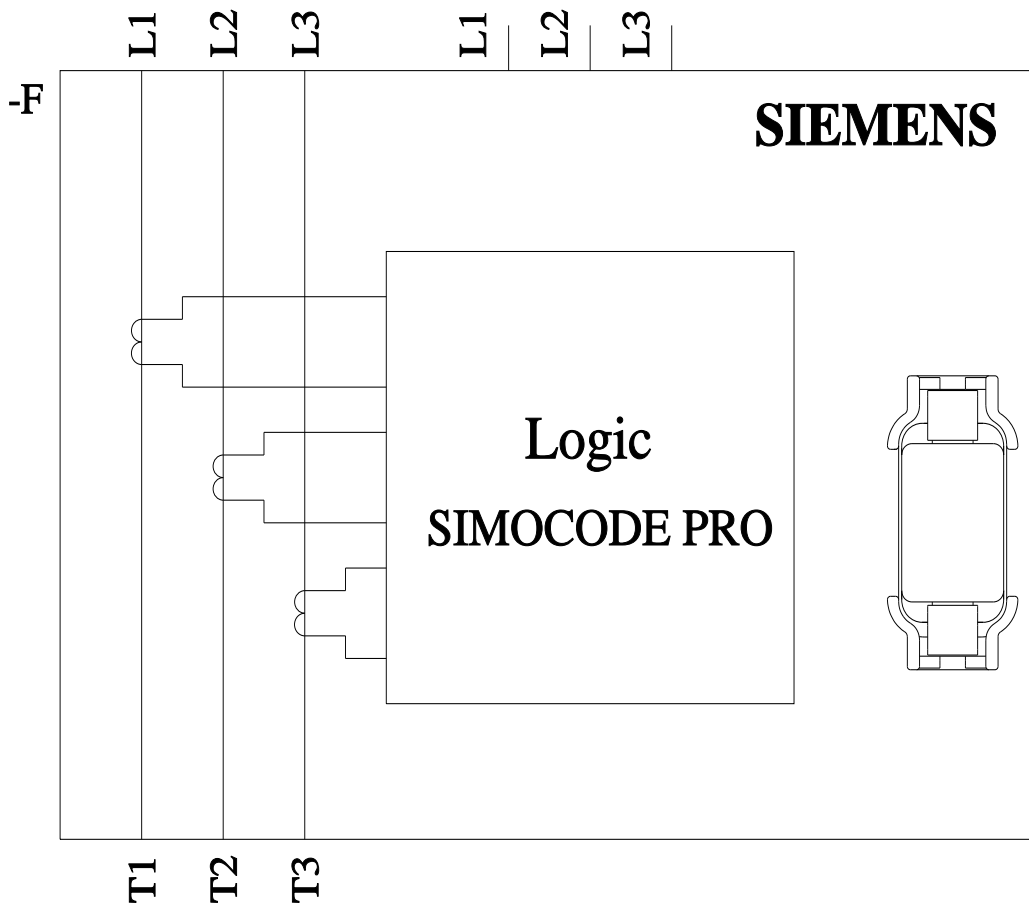 L1 L2 L3 L1 L2 L3
-F
SIEMENS
Logic
SIMOCODE PRO
T1 T2 T3